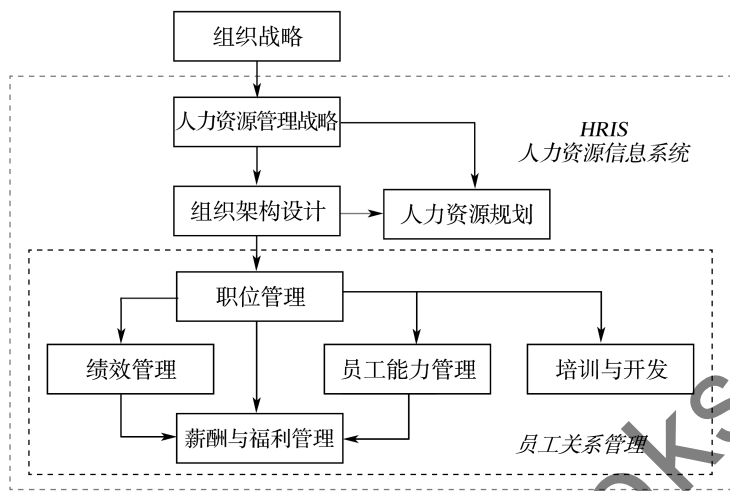 组织战略
人力资源管理战略
HRIS
人力资源信息系统
组织架构设计
人力资源规划
职位管理
绩效管理
员工能力管理
培训与开发
薪酬与福利管理
员工关系管理
oks